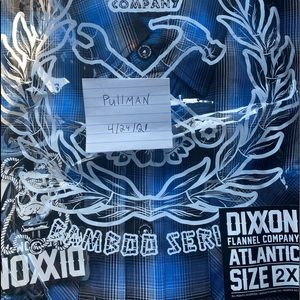 COMPANY
PUllMAN
4/24/21
BAMBOO SERI
DIXXON
FLANNEL COMPANY
ATLANTIC
SIZE 2X
DIXXON